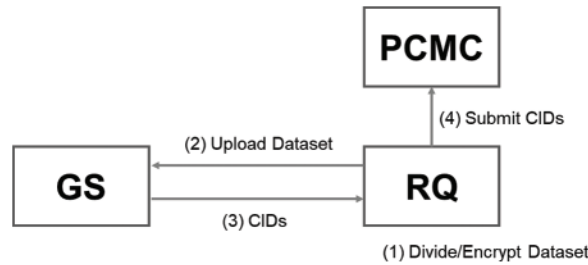 PCMC
(4) Submit CIDs
(2) Upload Dataset
GS
RQ
(3) CIDs
(1) Divide/Encrypt Dataset